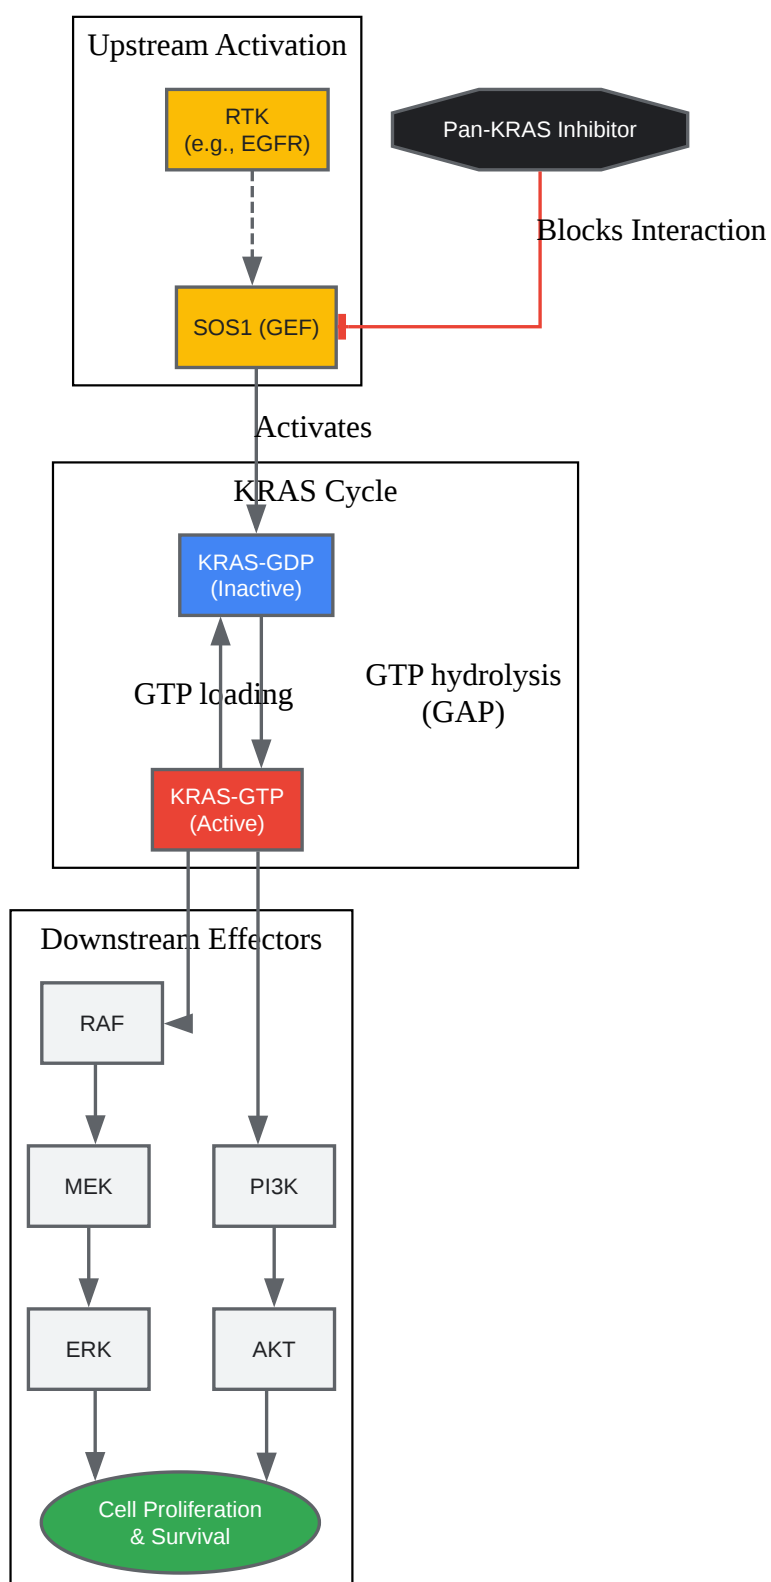 Upstream Activation
RTK
(e.g., EGFR)
Pan-KRAS Inhibitor
Blocks Interaction
SOS1 (GEF)
Activates
KRAS Cycle
KRAS-GDP
(Inactive)
GTP loading
GTP hydrolysis
(GAP)
KRAS-GTP
(Active)
Downstream Effectors
RAF
MEK
PI3K
ERK
AKT
Cell Proliferation
& Survival